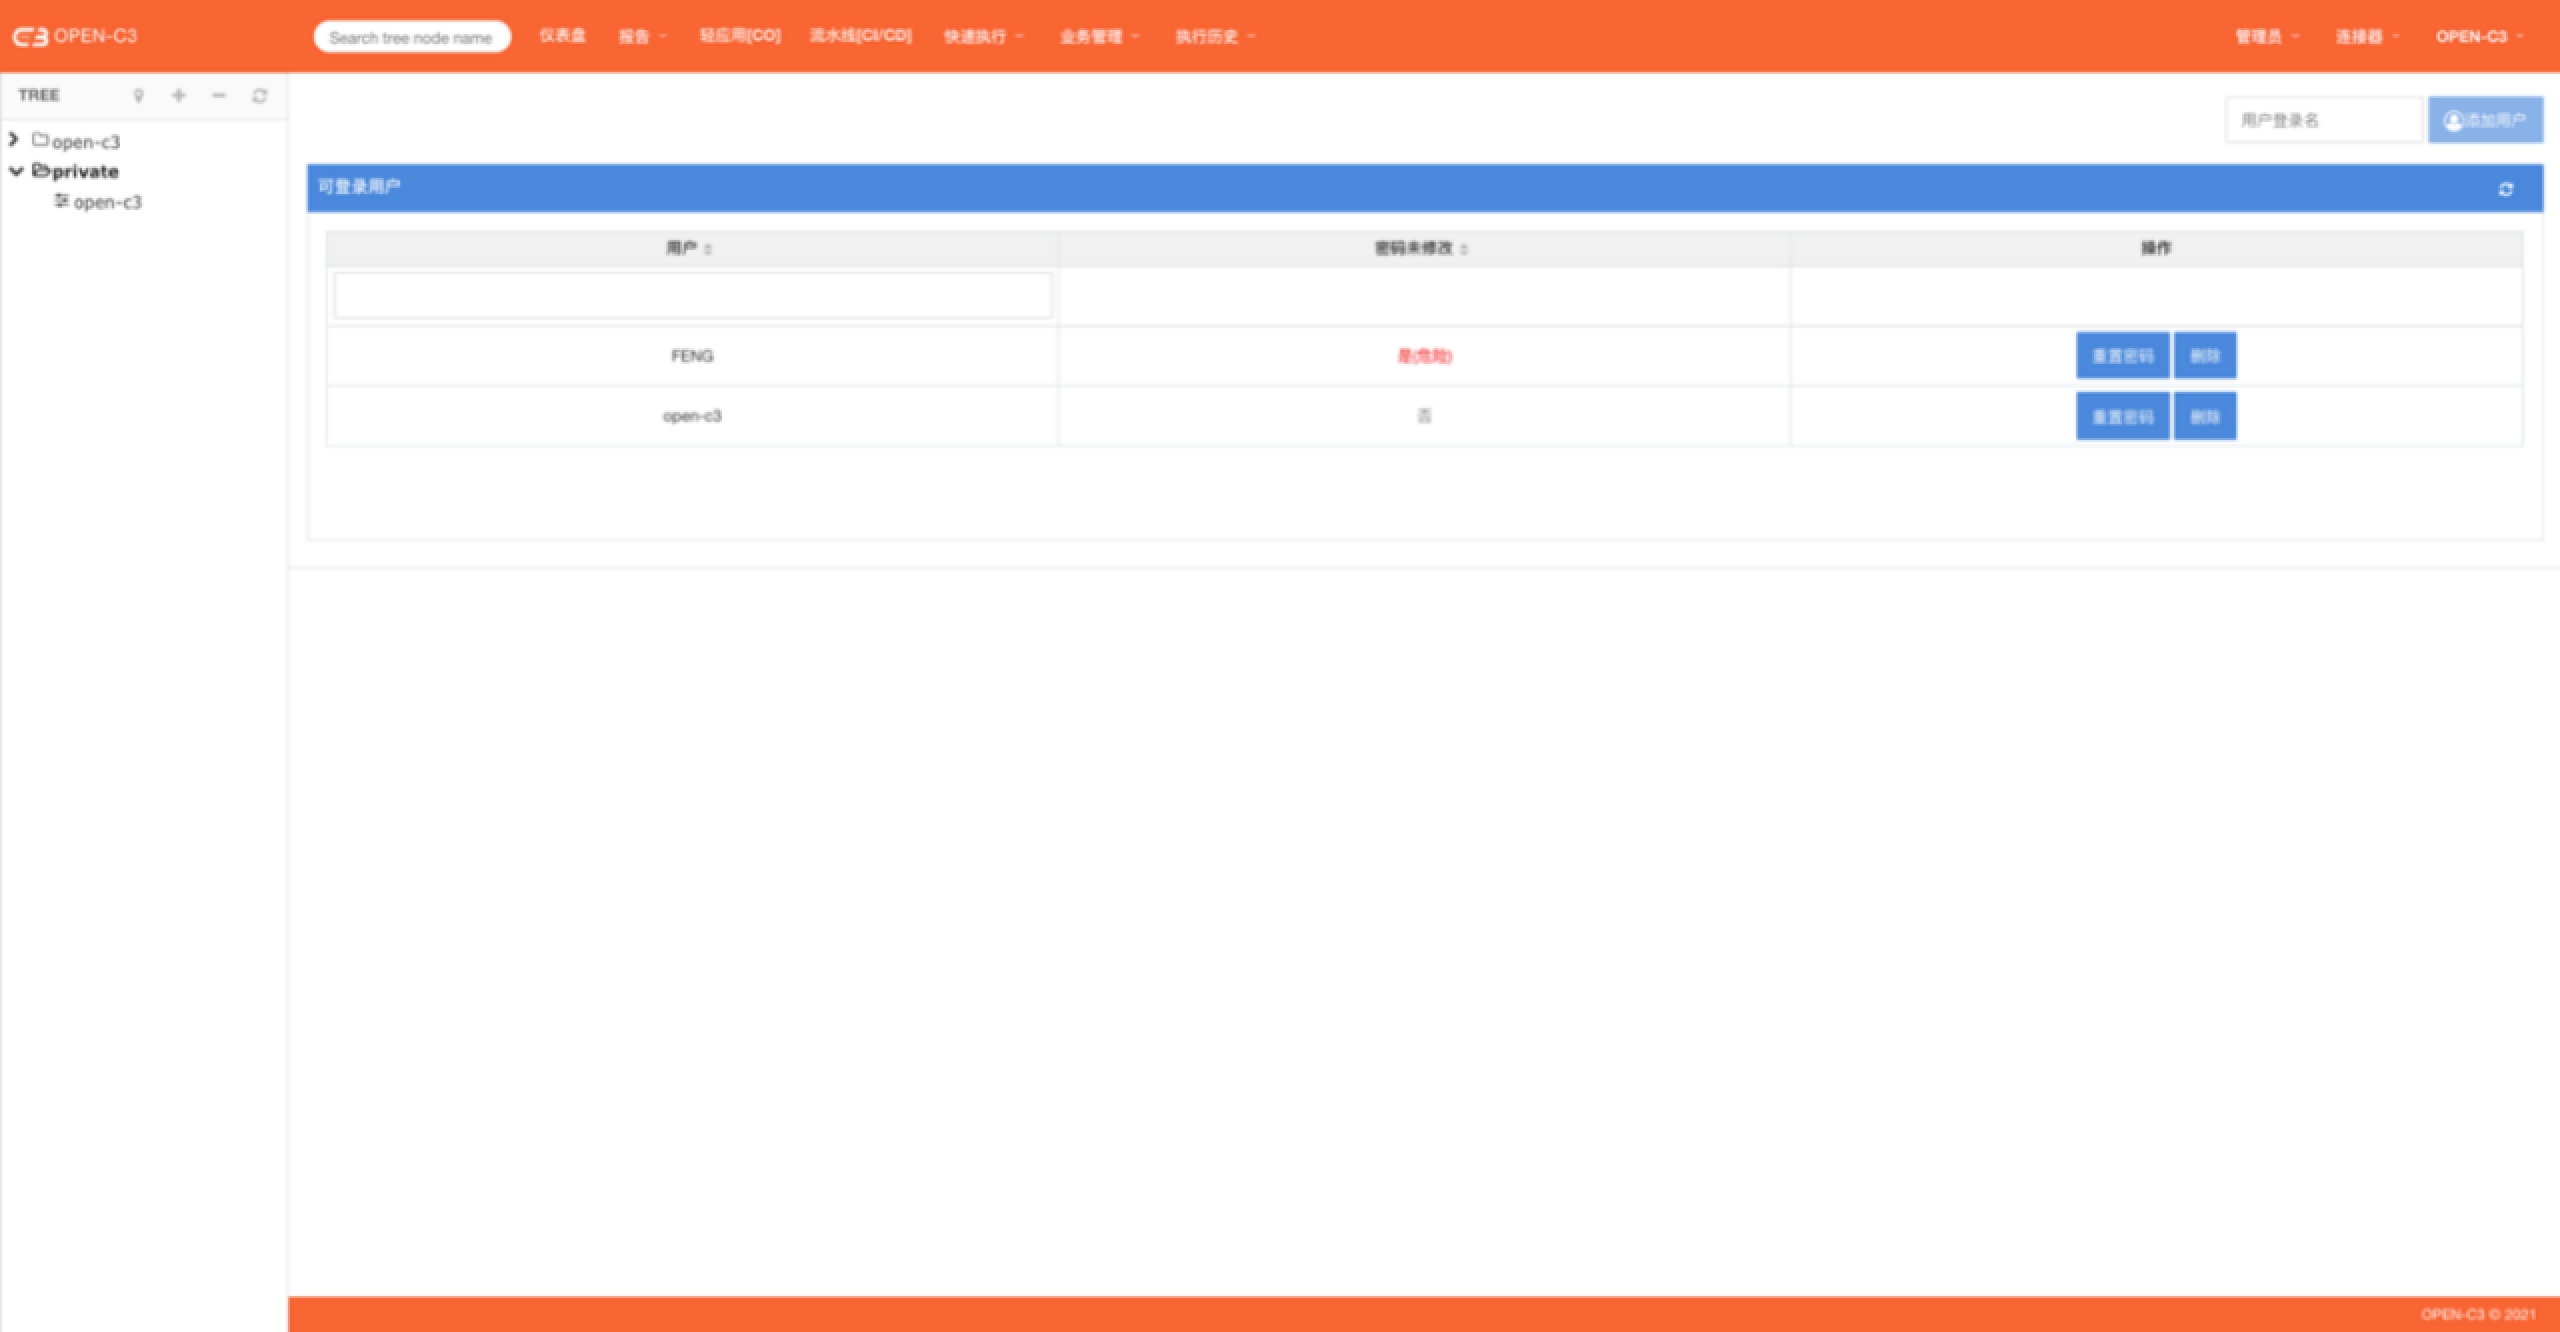 OPEN-C3
Search tree node name 仪表盘 报告 轻应用[CO] 流水线[CI/CD] 快速执行 业务管理 执行历史 管理员 连接器 OPEN-C3
TREE
open-c3
private
open-c3
用户登录名 添加用户
可登录用户
用户 密码未修改 操作
FENG 是(危险) 重置密码 删除
open-c3 否 重置密码 删除
OPEN-C3 © 2021